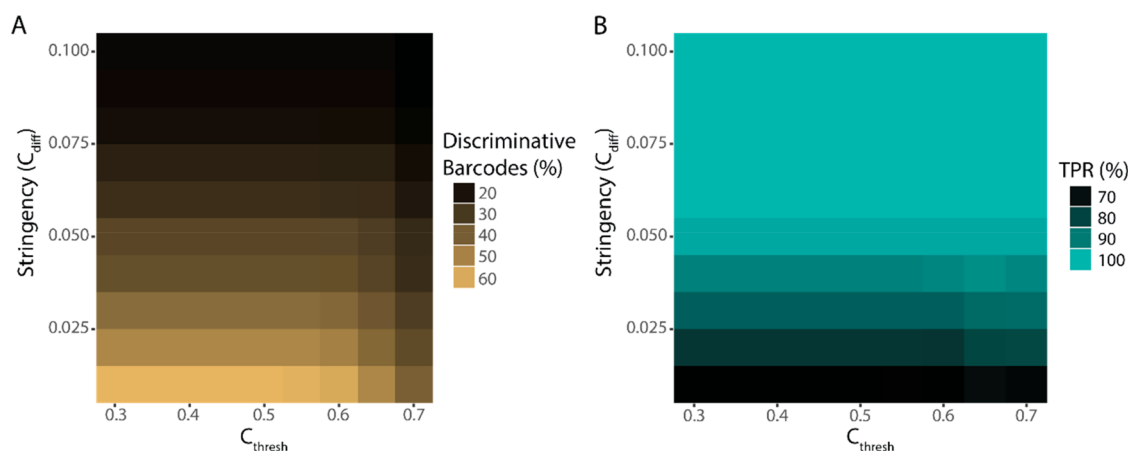 A
Stringency (Cdiff)
0.100
0.075
0.050
0.025
0.3 0.4 0.5 0.6 0.7
Cthresh
Discriminative
Barcodes (%)
20
30
40
50
60
B
Stringency (Cdiff)
0.100
0.075
0.050
0.025
0.3 0.4 0.5 0.6 0.7
Cthresh
TPR (%)
70
80
90
100